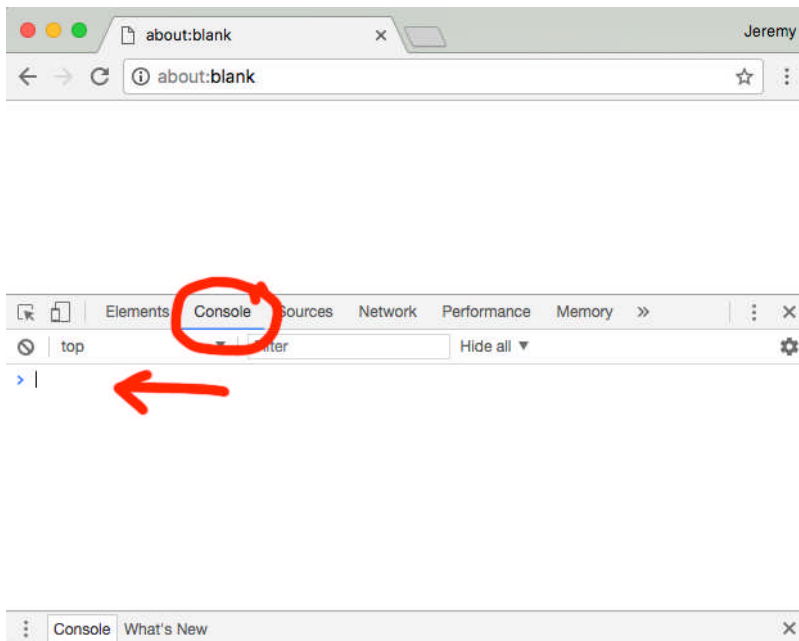 about:blank
Jeremy
about:blank
Elements Console Sources Network Performance Memory »
top Filter Hide all ▼
>
Console What's New